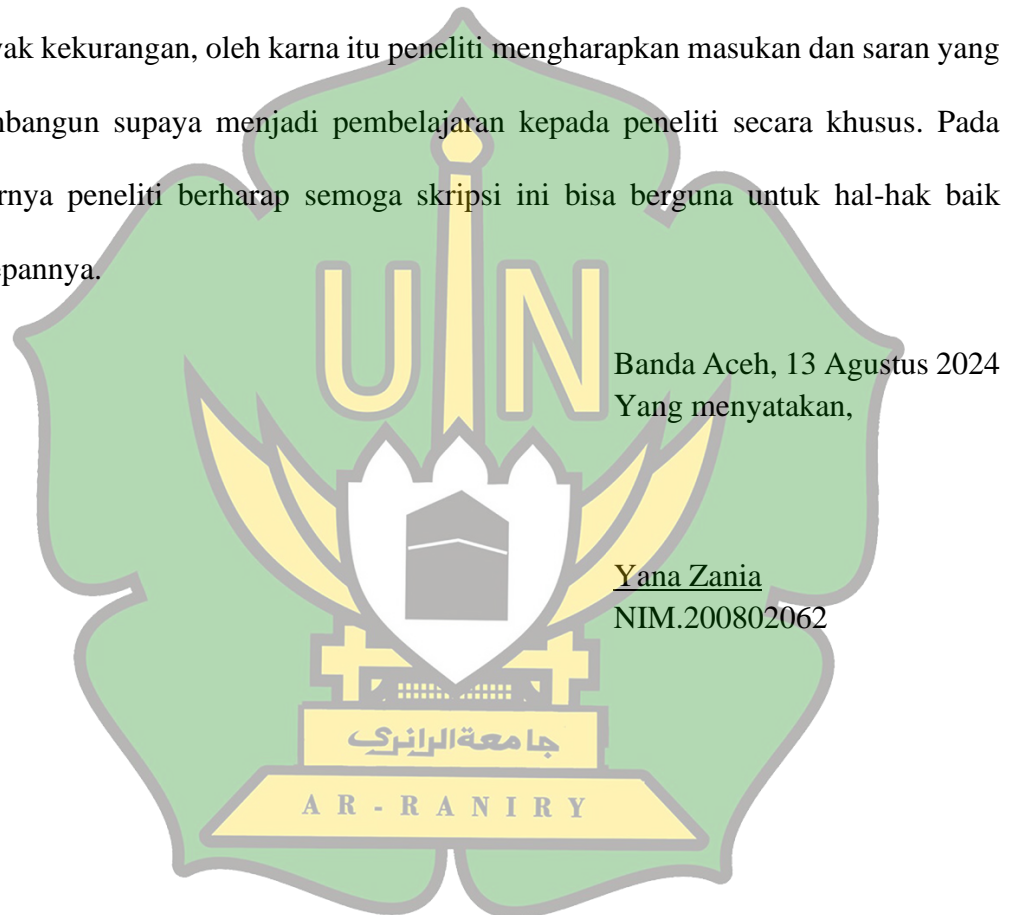 yak kekurangan, oleh karna itu peneliti mengharapkan masukan dan saran yang
nbangun supaya menjadi pembelajaran kepada peneliti secara khusus. Pada
rnya peneliti berharap semoga skripsi ini bisa berguna untuk hal-hak baik
epannya.
UIN
Banda Aceh, 13 Agustus 2024
Yang menyatakan,
Yana Zania
NIM.200802062
جامعة الرانري
AR-RANIRY